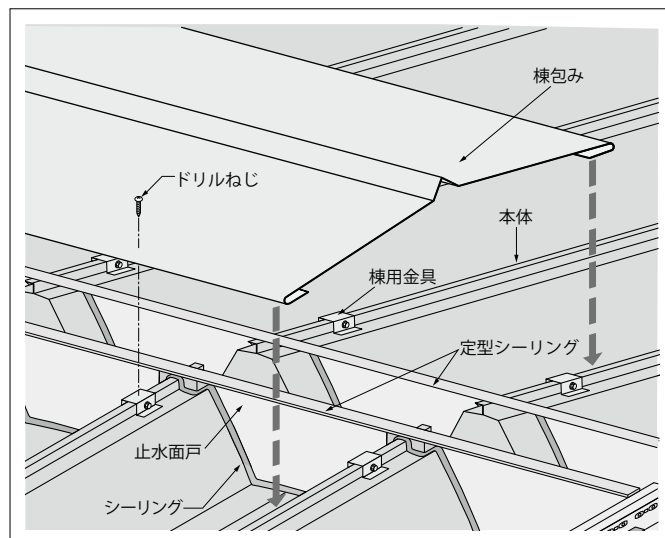 棟包み
ドリルねじ
本体
棟用金具
定型シーリング
止水面戸
シーリング